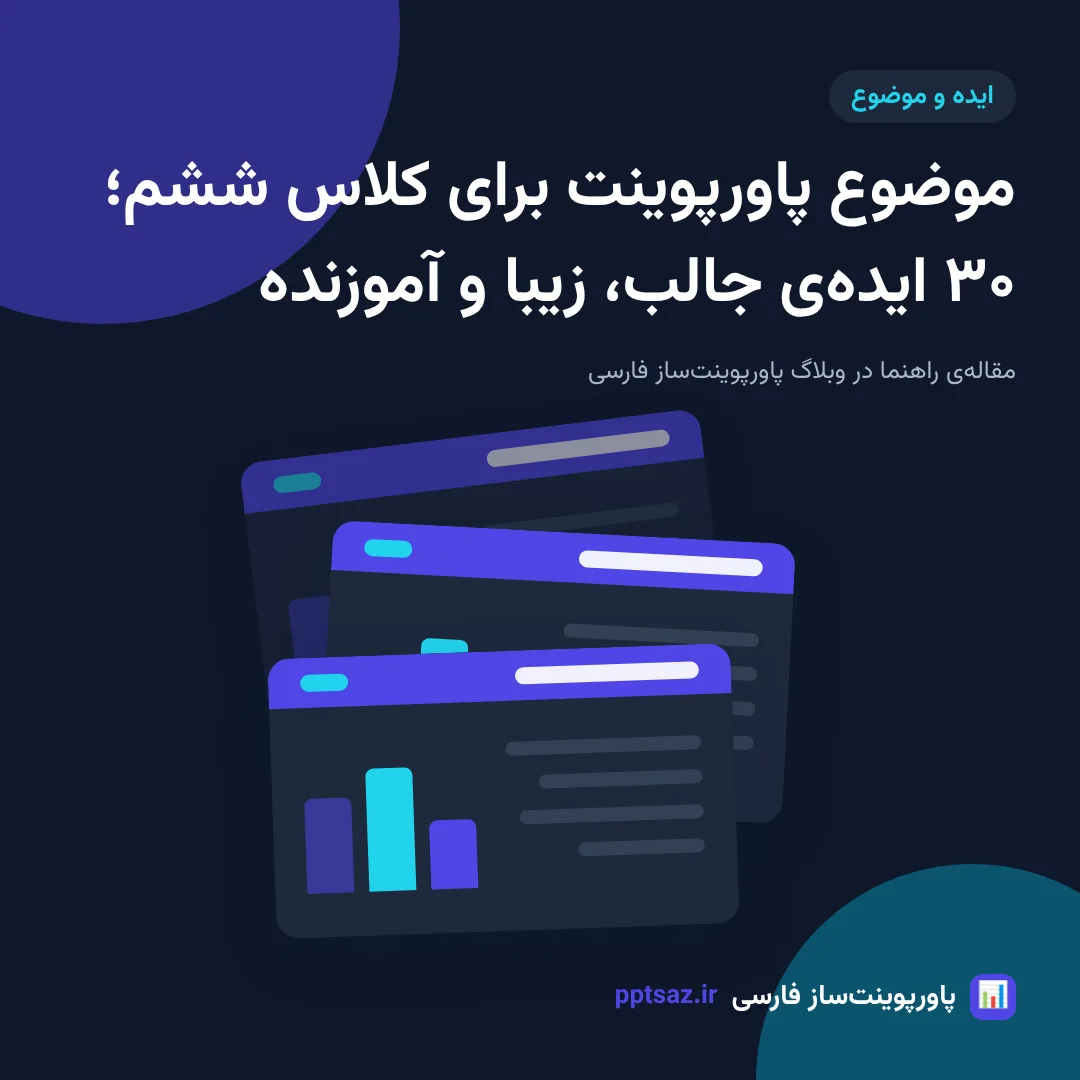 ایده و موضوع
موضوع پاورپوینت برای کلاس ششم؛
۳۰ ایده‌ی جالب، زیبا و آموزنده
مقاله‌ی راهنما در وبلاگ پاورپوینت‌ساز فارسی
پاورپوینت‌ساز فارسی pptsaz.ir